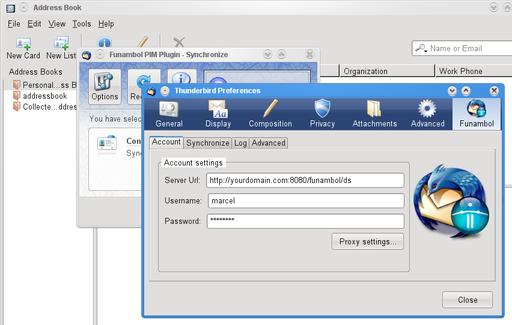 Address Book
File Edit View Tools Help
New Card New List
Name or Email
Address Books
Personal...ss B
addressbook
Collecte...ddres
Organization Work Phone
Funambol PIM Plugin - Synchronize
Options Re
You have selec
Con
Sync
Thunderbird Preferences
General Display Composition Privacy Attachments Advanced Funambol
Account Synchronize Log Advanced
Account settings
Server Url: http://yourdomain.com:8080/funambol/ds
Username: marcel
Password: ********
Proxy settings...
Close